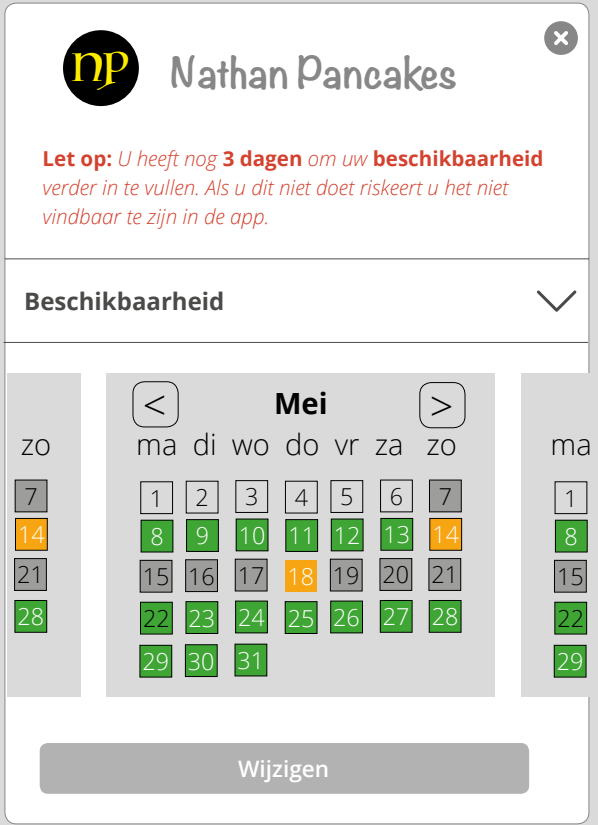 np
Nathan Pancakes
Let op: U heeft nog 3 dagen om uw beschikbaarheid
verder in te vullen. Als u dit niet doet riskeert u het niet
vindbaar te zijn in de app.
Beschikbaarheid
zo
7
14
21
28
< Mei >
ma di wo do vr za zo
1 2 3 4 5 6 7
8 9 10 11 12 13 14
15 16 17 18 19 20 21
22 23 24 25 26 27 28
29 30 31
ma
1
8
15
22
29
Wijzigen